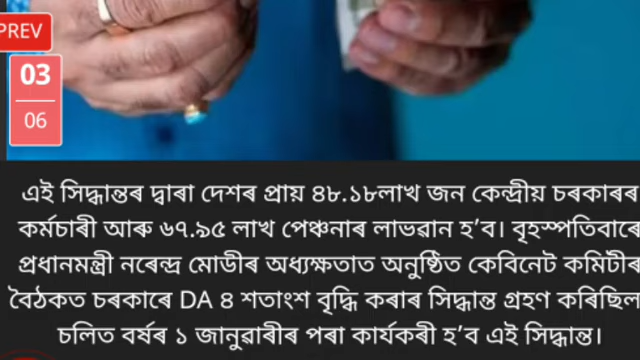 PREV
03
06
এই সিদ্ধান্তৰ দ্বাৰা দেশৰ প্ৰায় ৪৮.১৮লাখ জন কেন্দ্ৰীয় চৰকাৰৰ
কৰ্মচাৰী আৰু ৬৭.৯৫ লাখ পেঞ্চনাৰ লাভৱান হ'ব। বৃহস্পতিবাৰে
প্ৰধানমন্ত্ৰী নৰেন্দ্ৰ মোডীৰ অধ্যক্ষতাত অনুষ্ঠিত কেবিনেট কমিটীৰ
বৈঠকত চৰকাৰে DA ৪ শতাংশ বৃদ্ধি কৰাৰ সিদ্ধান্ত গ্ৰহণ কৰিছিল
চলিত বৰ্ষৰ ১ জানুৱাৰীৰ পৰা কাৰ্যকৰী হ'ব এই সিদ্ধান্ত।